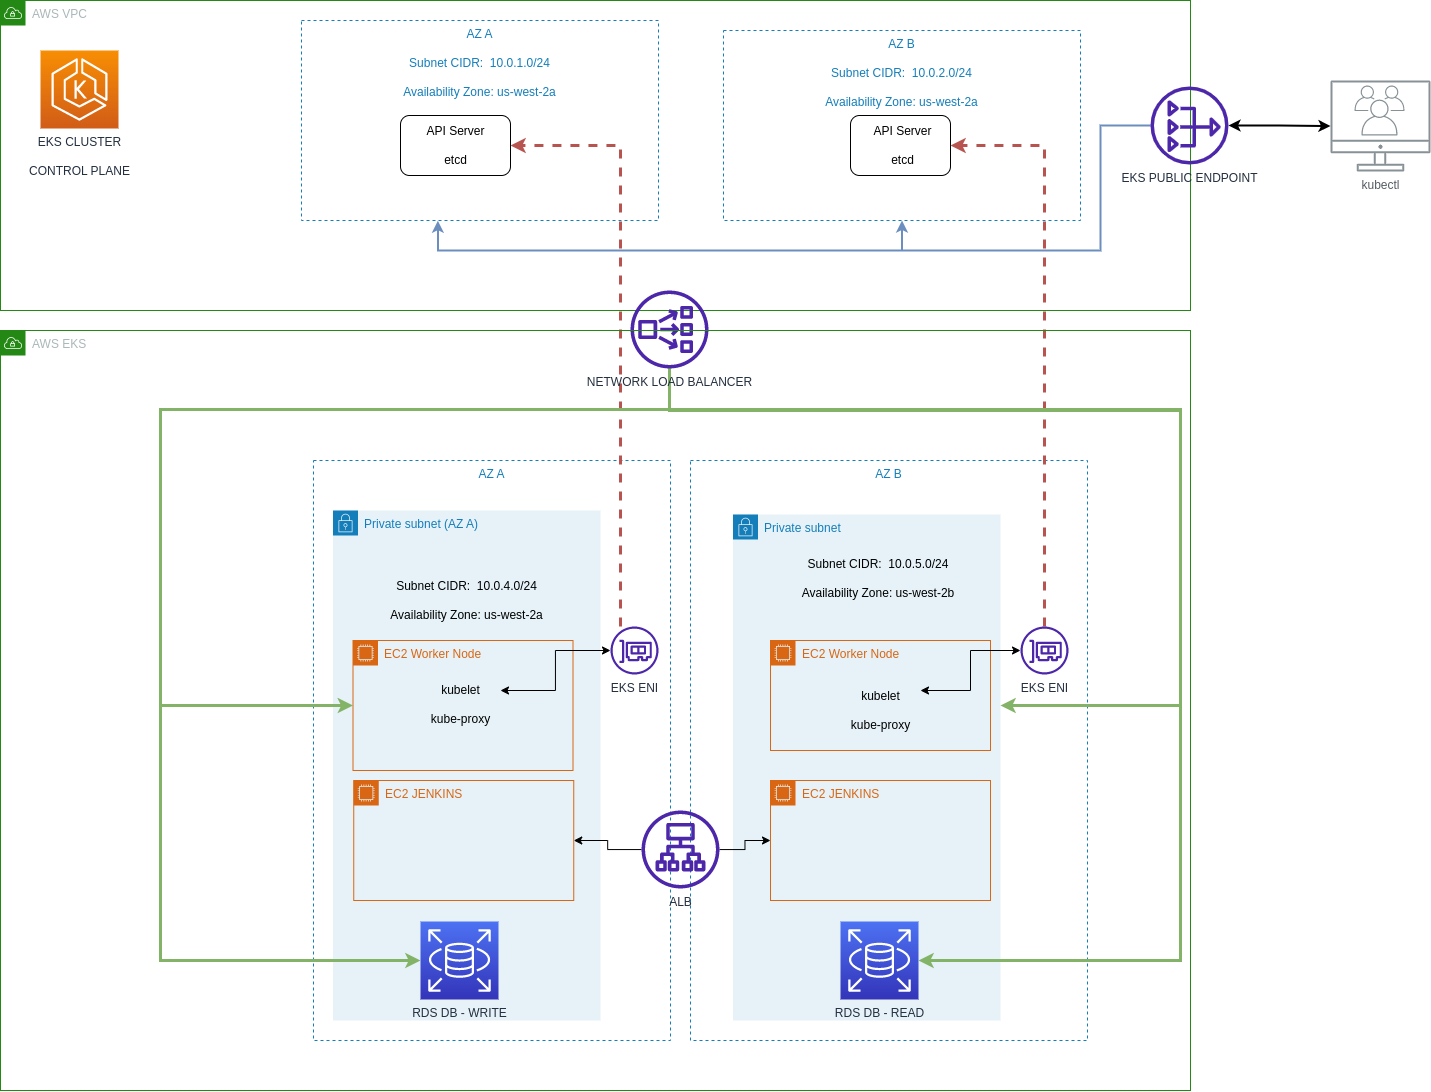 AWS VPC
EKS CLUSTER
CONTROL PLANE
AZ A
Subnet CIDR:  10.0.1.0/24
Availability Zone: us-west-2a
API Server
etcd
AZ B
Subnet CIDR:  10.0.2.0/24
Availability Zone: us-west-2a
API Server
etcd
EKS PUBLIC ENDPOINT
kubectl
NETWORK LOAD BALANCER
AWS EKS
AZ A
Private subnet (AZ A)
Subnet CIDR:  10.0.4.0/24
Availability Zone: us-west-2a
EC2 Worker Node
kubelet
kube-proxy
EKS ENI
EC2 JENKINS
RDS DB - WRITE
ALB
AZ B
Private subnet
Subnet CIDR:  10.0.5.0/24
Availability Zone: us-west-2b
EC2 Worker Node
kubelet
kube-proxy
EKS ENI
EC2 JENKINS
RDS DB - READ